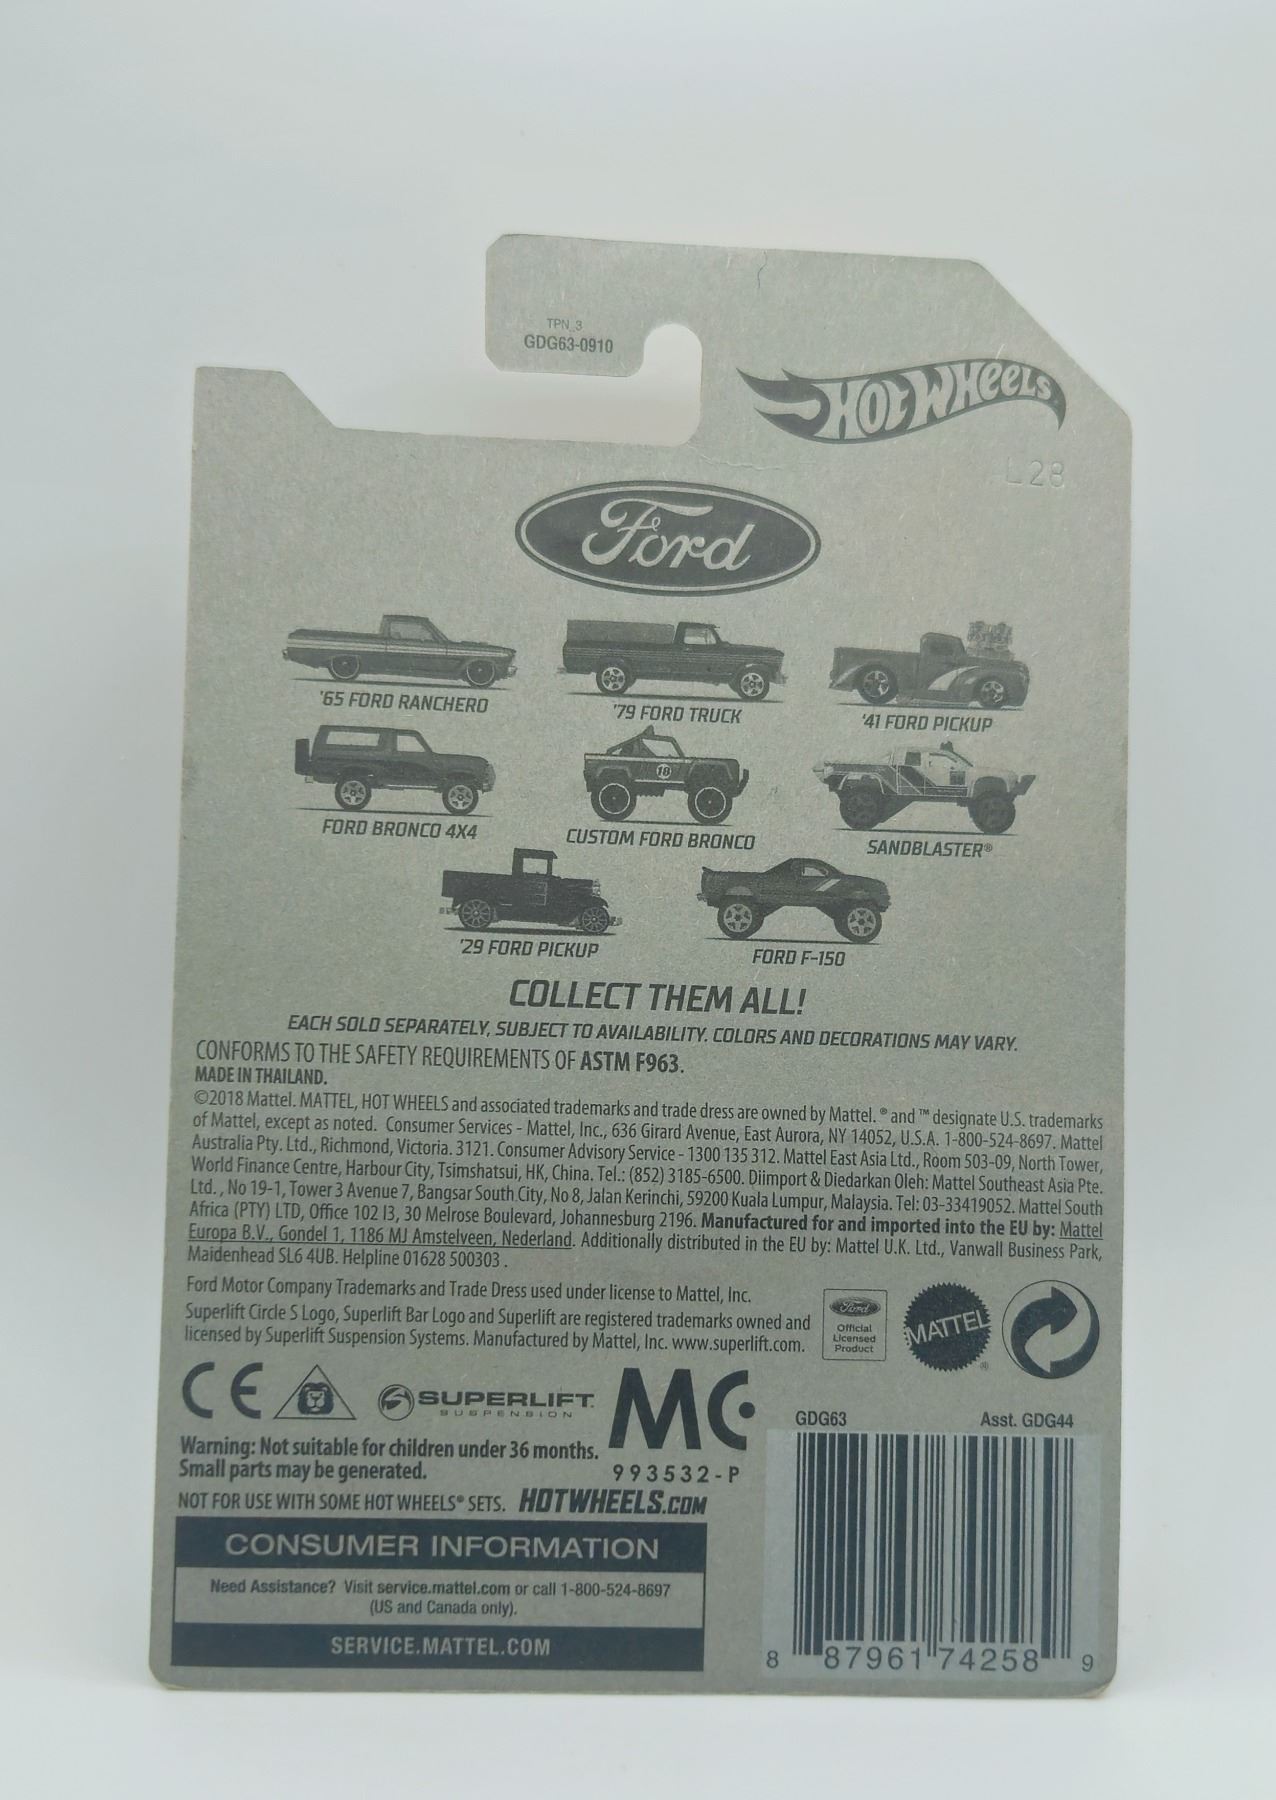 TPN_3
GDG63-0910
HOT WHEELS
L28
Ford
'65 FORD RANCHERO
'79 FORD TRUCK
'41 FORD PICKUP
18
FORD BRONCO 4X4
CUSTOM FORD BRONCO
SANDBLASTER®
'29 FORD PICKUP
FORD F-150
COLLECT THEM ALL!
EACH SOLD SEPARATELY, SUBJECT TO AVAILABILITY. COLORS AND DECORATIONS MAY VARY.
CONFORMS TO THE SAFETY REQUIREMENTS OF ASTM F963.
MADE IN THAILAND.
©2018 Mattel. MATTEL, HOT WHEELS and associated trademarks and trade dress are owned by Mattel. ® and ™ designate U.S. trademarks
of Mattel, except as noted. Consumer Services - Mattel, Inc., 636 Girard Avenue, East Aurora, NY 14052, U.S.A. 1-800-524-8697. Mattel
Australia Pty. Ltd., Richmond, Victoria. 3121. Consumer Advisory Service - 1300 135 312. Mattel East Asia Ltd., Room 503-09, North Tower,
World Finance Centre, Harbour City, Tsimshatsui, HK, China. Tel.: (852) 3185-6500. Diimport & Diedarkan Oleh: Mattel Southeast Asia Pte.
Ltd., No 19-1, Tower 3 Avenue 7, Bangsar South City, No 8, Jalan Kerinchi, 59200 Kuala Lumpur, Malaysia. Tel: 03-33419052. Mattel South
Africa (PTY) LTD, Office 102 I3, 30 Melrose Boulevard, Johannesburg 2196. Manufactured for and imported into the EU by: Mattel
Europa B.V., Gondel 1, 1186 MJ Amstelveen, Nederland. Additionally distributed in the EU by: Mattel U.K. Ltd., Vanwall Business Park,
Maidenhead SL6 4UB. Helpline 01628 500303.
Ford Motor Company Trademarks and Trade Dress used under license to Mattel, Inc.
Superlift Circle S Logo, Superlift Bar Logo and Superlift are registered trademarks owned and
licensed by Superlift Suspension Systems. Manufactured by Mattel, Inc. www.superlift.com.
Ford
Official
Licensed
Product
MATTEL
®
CE
SUPERLIFT
SUSPENSION
MC
993532-P
Warning: Not suitable for children under 36 months.
Small parts may be generated.
NOT FOR USE WITH SOME HOT WHEELS® SETS. HOTWHEELS.COM
CONSUMER INFORMATION
Need Assistance? Visit service.mattel.com or call 1-800-524-8697
(US and Canada only).
SERVICE.MATTEL.COM
GDG63 Asst. GDG44
8 87961 74258 9